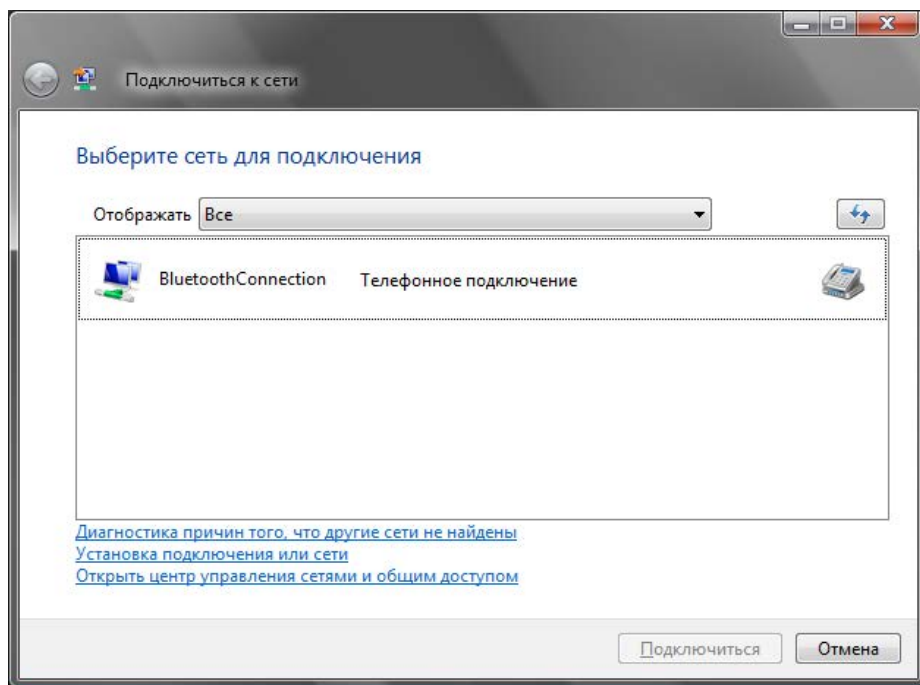 Подключиться к сети
Выберите сеть для подключения
Отображать Все
BluetoothConnection Телефонное подключение
Диагностика причин того, что другие сети не найдены
Установка подключения или сети
Открыть центр управления сетями и общим доступом
Подключиться Отмена